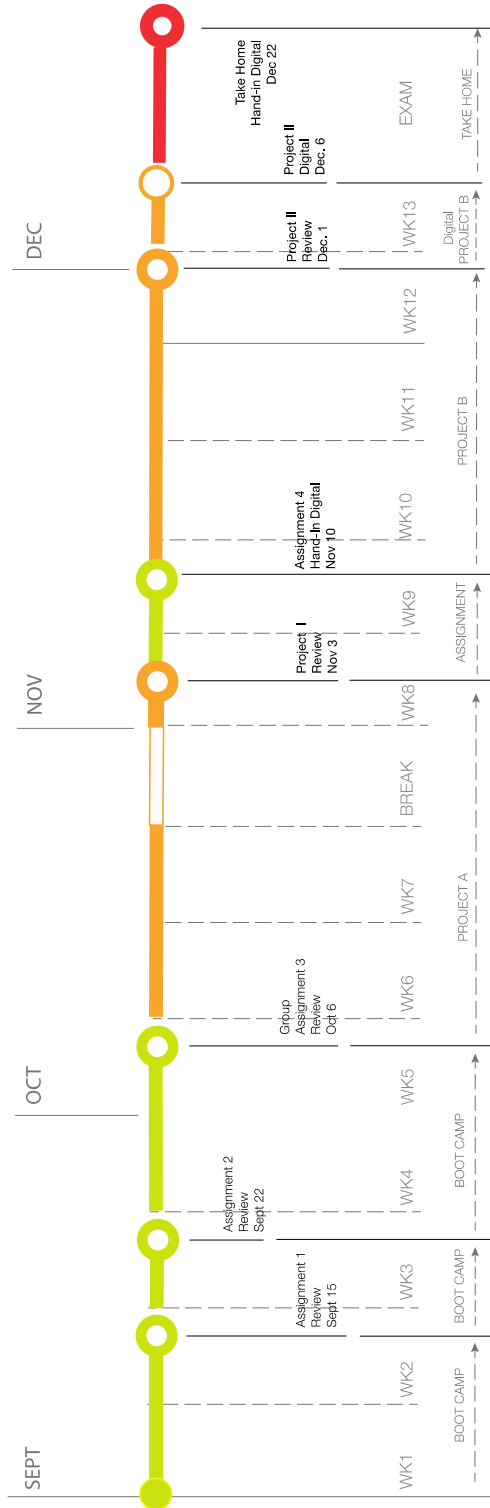 SEPT
OCT
NOV
DEC
Assignment 1
Review
Sept 15
Assignment 2
Review
Sept 22
Group
Assignment 3
Review
Oct 6
Project I
Review
Nov 3
Assignment 4
Hand-In Digital
Nov 10
Project II
Review
Dec. 1
Project II
Digital
Dec. 6
Take Home
Hand-in Digital
Dec 22
WK1
WK2
WK3
WK4
WK5
WK6
WK7
BREAK
WK8
WK9
WK10
WK11
WK12
WK13
EXAM
BOOT CAMP
BOOT CAMP
BOOT CAMP
PROJECT A
ASSIGNMENT
PROJECT B
Digital
PROJECT B
TAKE HOME